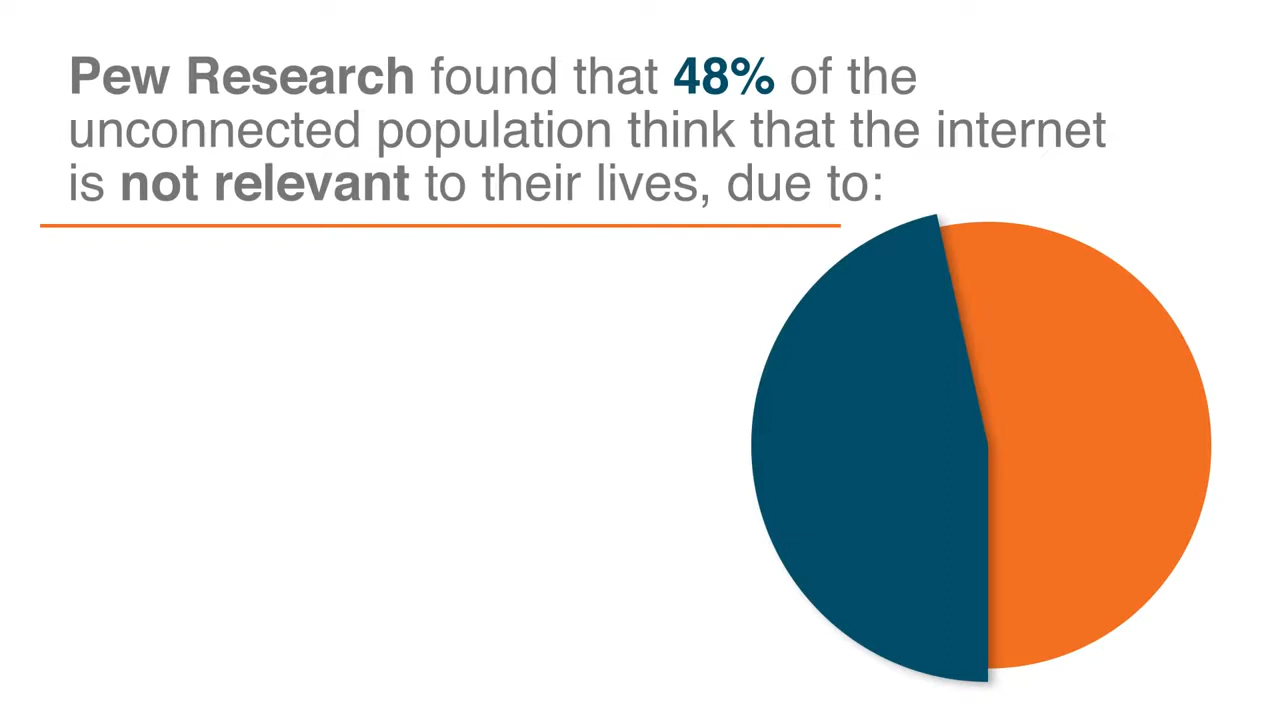 Pew Research found that 48% of the
unconnected population think that the internet
is not relevant to their lives, due to: